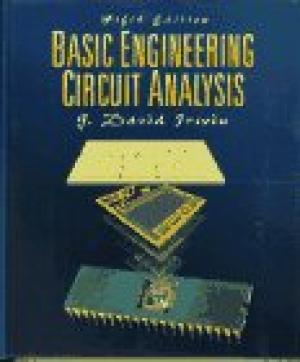 Fifth Edition
BASIC ENGINEERING
CIRCUIT ANALYSIS
J. David Irwin